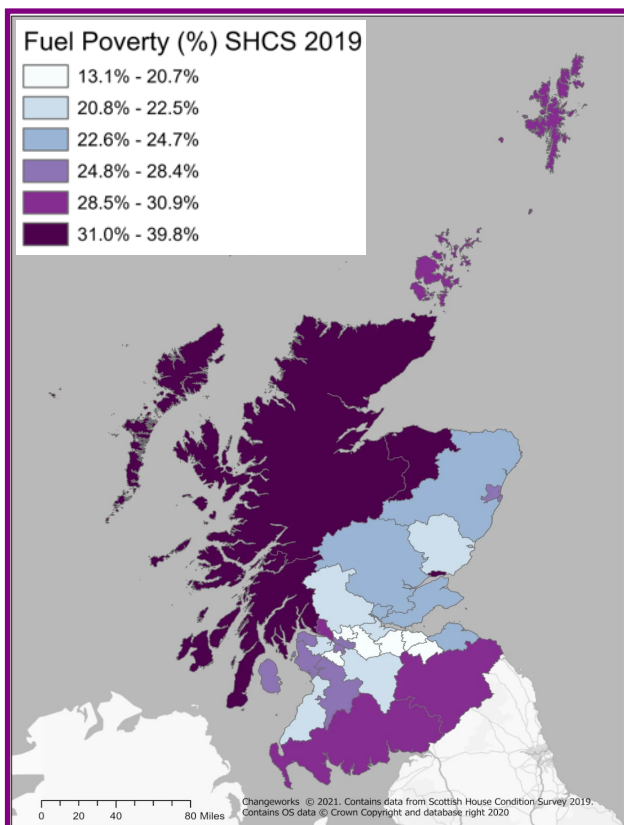 Fuel Poverty (%) SHCS 2019
13.1% - 20.7%
20.8% - 22.5%
22.6% - 24.7%
24.8% - 28.4%
28.5% - 30.9%
31.0% - 39.8%
0 20 40 80 Miles
Changeworks © 2021. Contains data from Scottish House Condition Survey 2019.
Contains OS data © Crown Copyright and database right 2020